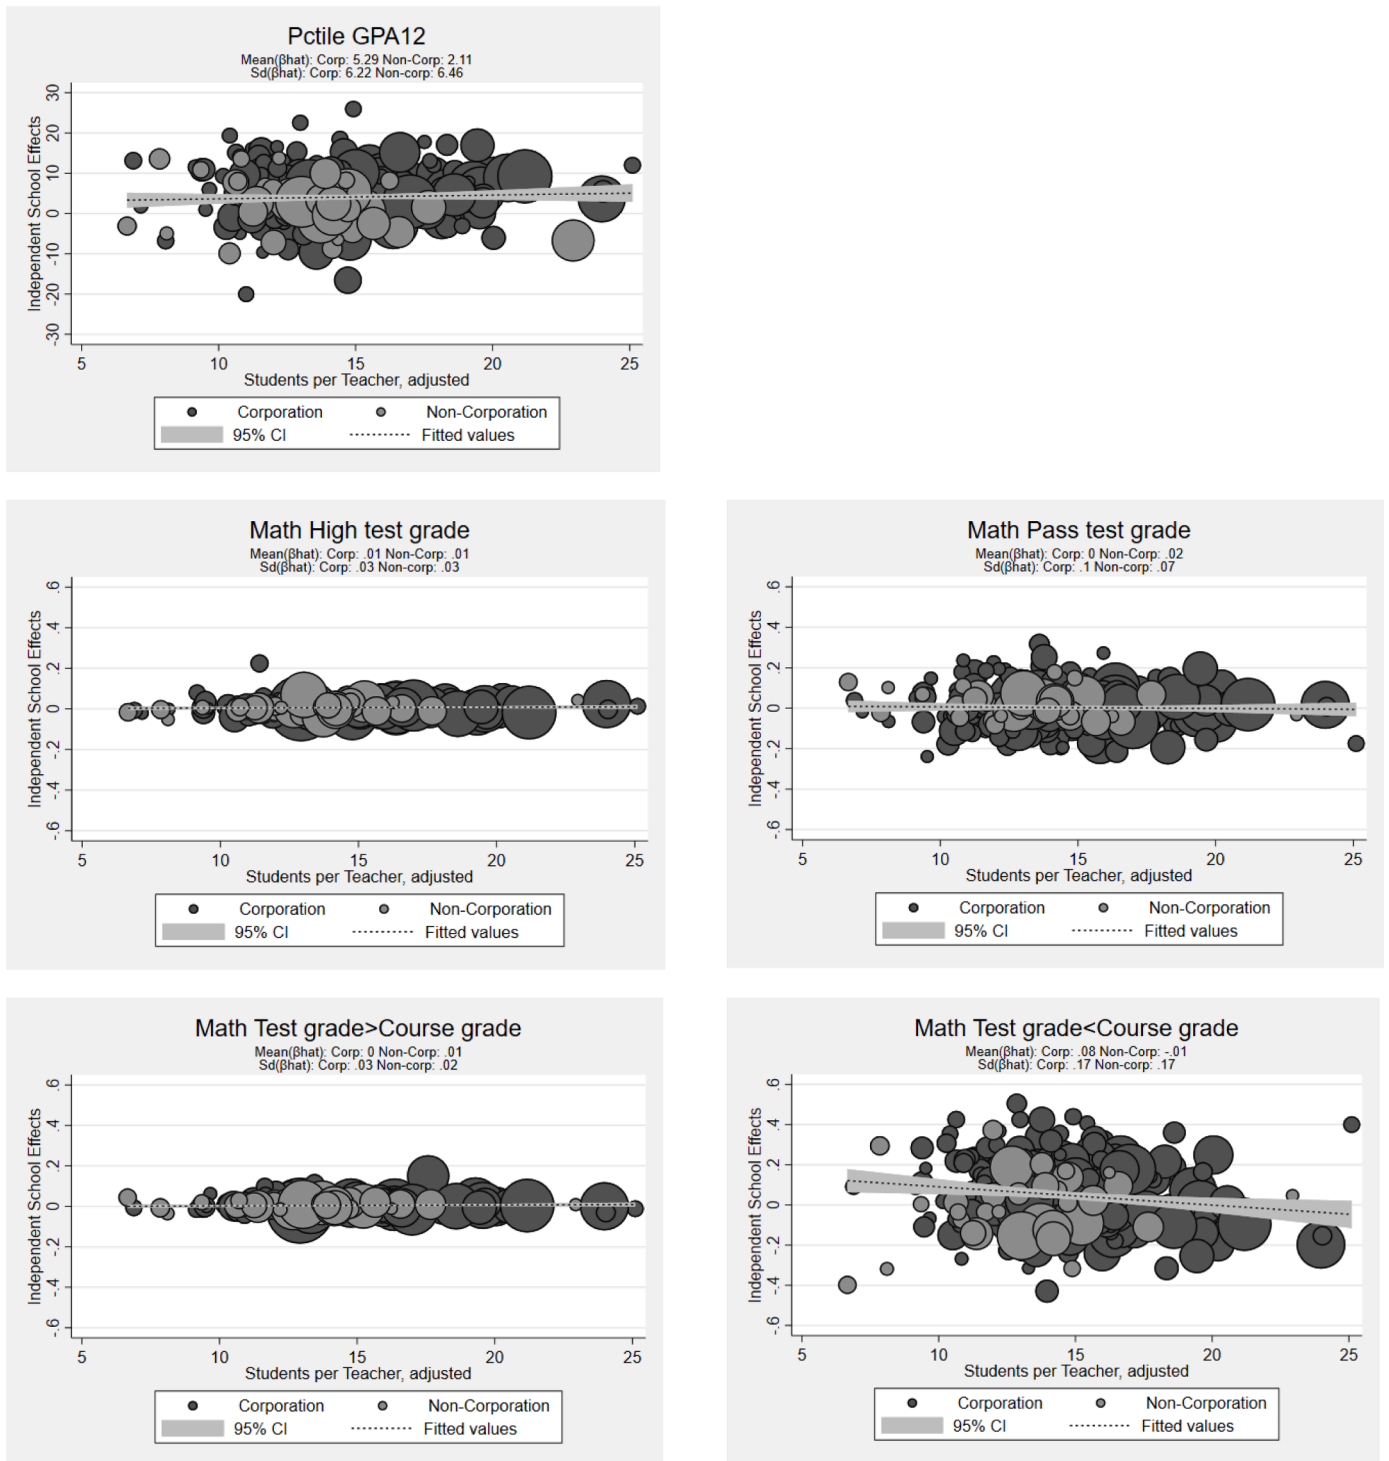 Pctile GPA12
Mean(βhat): Corp: 5.29 Non-Corp: 2.11
Sd(βhat): Corp: 6.22 Non-corp: 6.46
Independent School Effects
30
20
10
0
-10
-20
-30
5 10 15 20 25
Students per Teacher, adjusted
Corporation Non-Corporation
95% CI Fitted values
Math High test grade
Mean(βhat): Corp: .01 Non-Corp: .01
Sd(βhat): Corp: .03 Non-corp: .03
Independent School Effects
.6
.4
.2
0
-.2
-.4
-.6
5 10 15 20 25
Students per Teacher, adjusted
Corporation Non-Corporation
95% CI Fitted values
Math Pass test grade
Mean(βhat): Corp: 0 Non-Corp: .02
Sd(βhat): Corp: .1 Non-corp: .07
Independent School Effects
.6
.4
.2
0
-.2
-.4
-.6
5 10 15 20 25
Students per Teacher, adjusted
Corporation Non-Corporation
95% CI Fitted values
Math Test grade>Course grade
Mean(βhat): Corp: 0 Non-Corp: .01
Sd(βhat): Corp: .03 Non-corp: .02
Independent School Effects
.6
.4
.2
0
-.2
-.4
-.6
5 10 15 20 25
Students per Teacher, adjusted
Corporation Non-Corporation
95% CI Fitted values
Math Test grade<Course grade
Mean(βhat): Corp: .08 Non-Corp: -.01
Sd(βhat): Corp: .17 Non-corp: .17
Independent School Effects
.6
.4
.2
0
-.2
-.4
-.6
5 10 15 20 25
Students per Teacher, adjusted
Corporation Non-Corporation
95% CI Fitted values